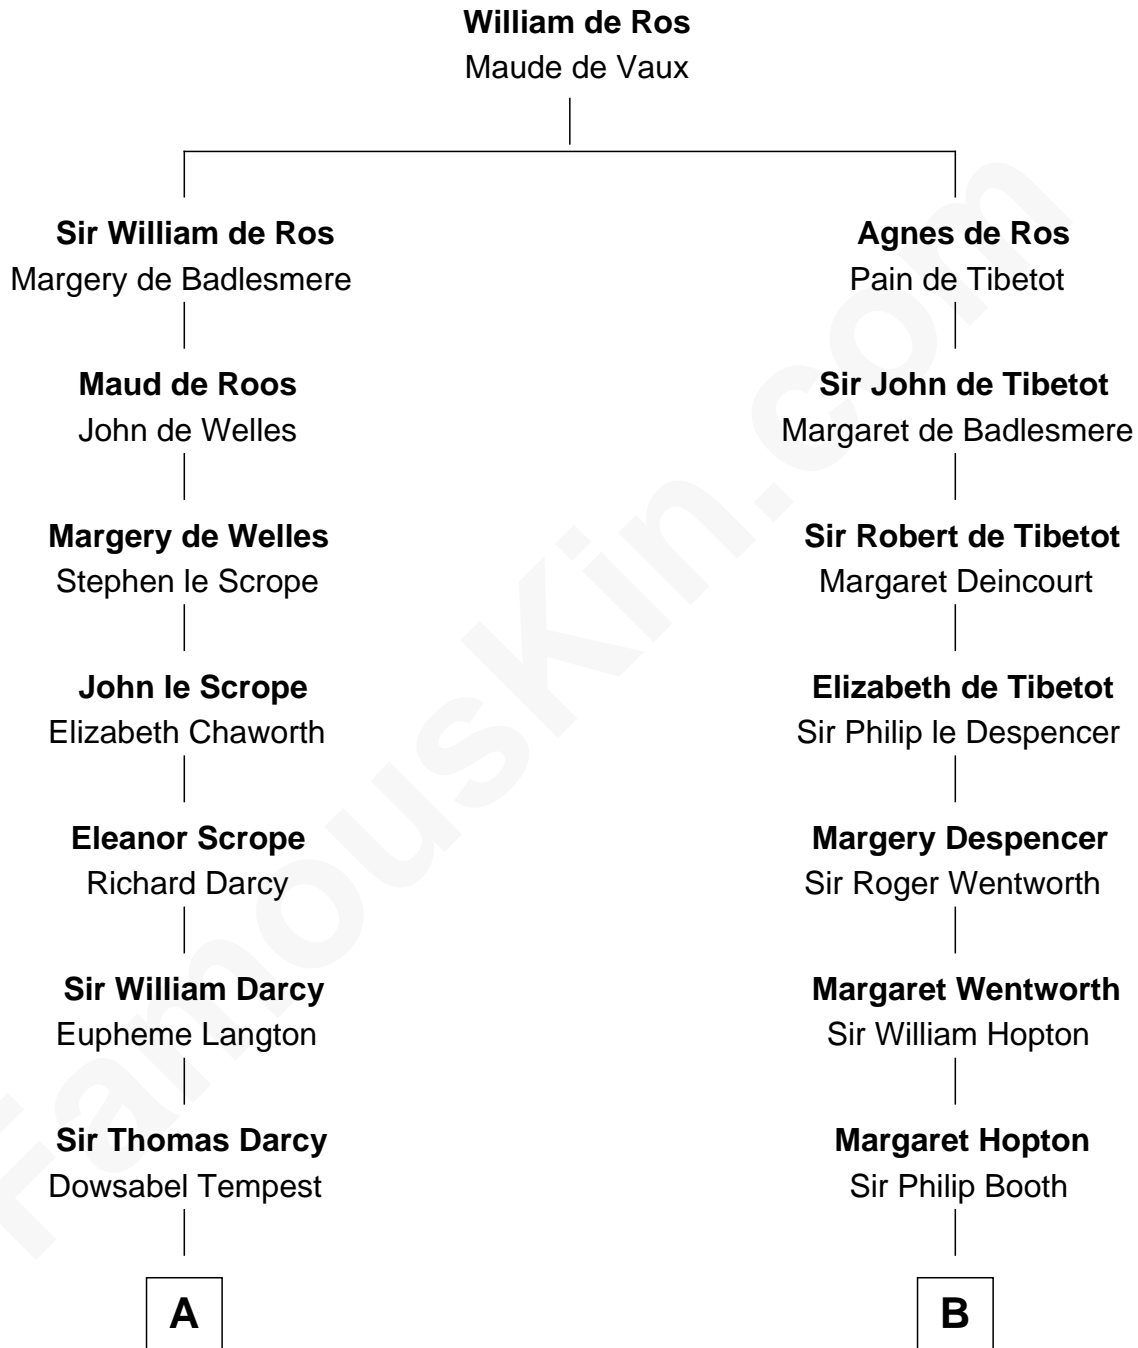 William de Ros
Maude de Vaux
Sir William de Ros
Margery de Badlesmere
Agnes de Ros
Pain de Tibetot
Maud de Roos
John de Welles
Sir John de Tibetot
Margaret de Badlesmere
Margery de Welles
Stephen le Scrope
Sir Robert de Tibetot
Margaret Deincourt
John le Scrope
Elizabeth Chaworth
Elizabeth de Tibetot
Sir Philip le Despencer
Eleanor Scrope
Richard Darcy
Margery Despencer
Sir Roger Wentworth
Sir William Darcy
Eupheme Langton
Margaret Wentworth
Sir William Hopton
Sir Thomas Darcy
Dowsabel Tempest
Margaret Hopton
Sir Philip Booth
A
B
FamousKin.com